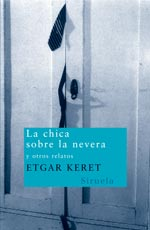 La chica
sobre la nevera
y otros relatos
ETGAR KERET
Siruela